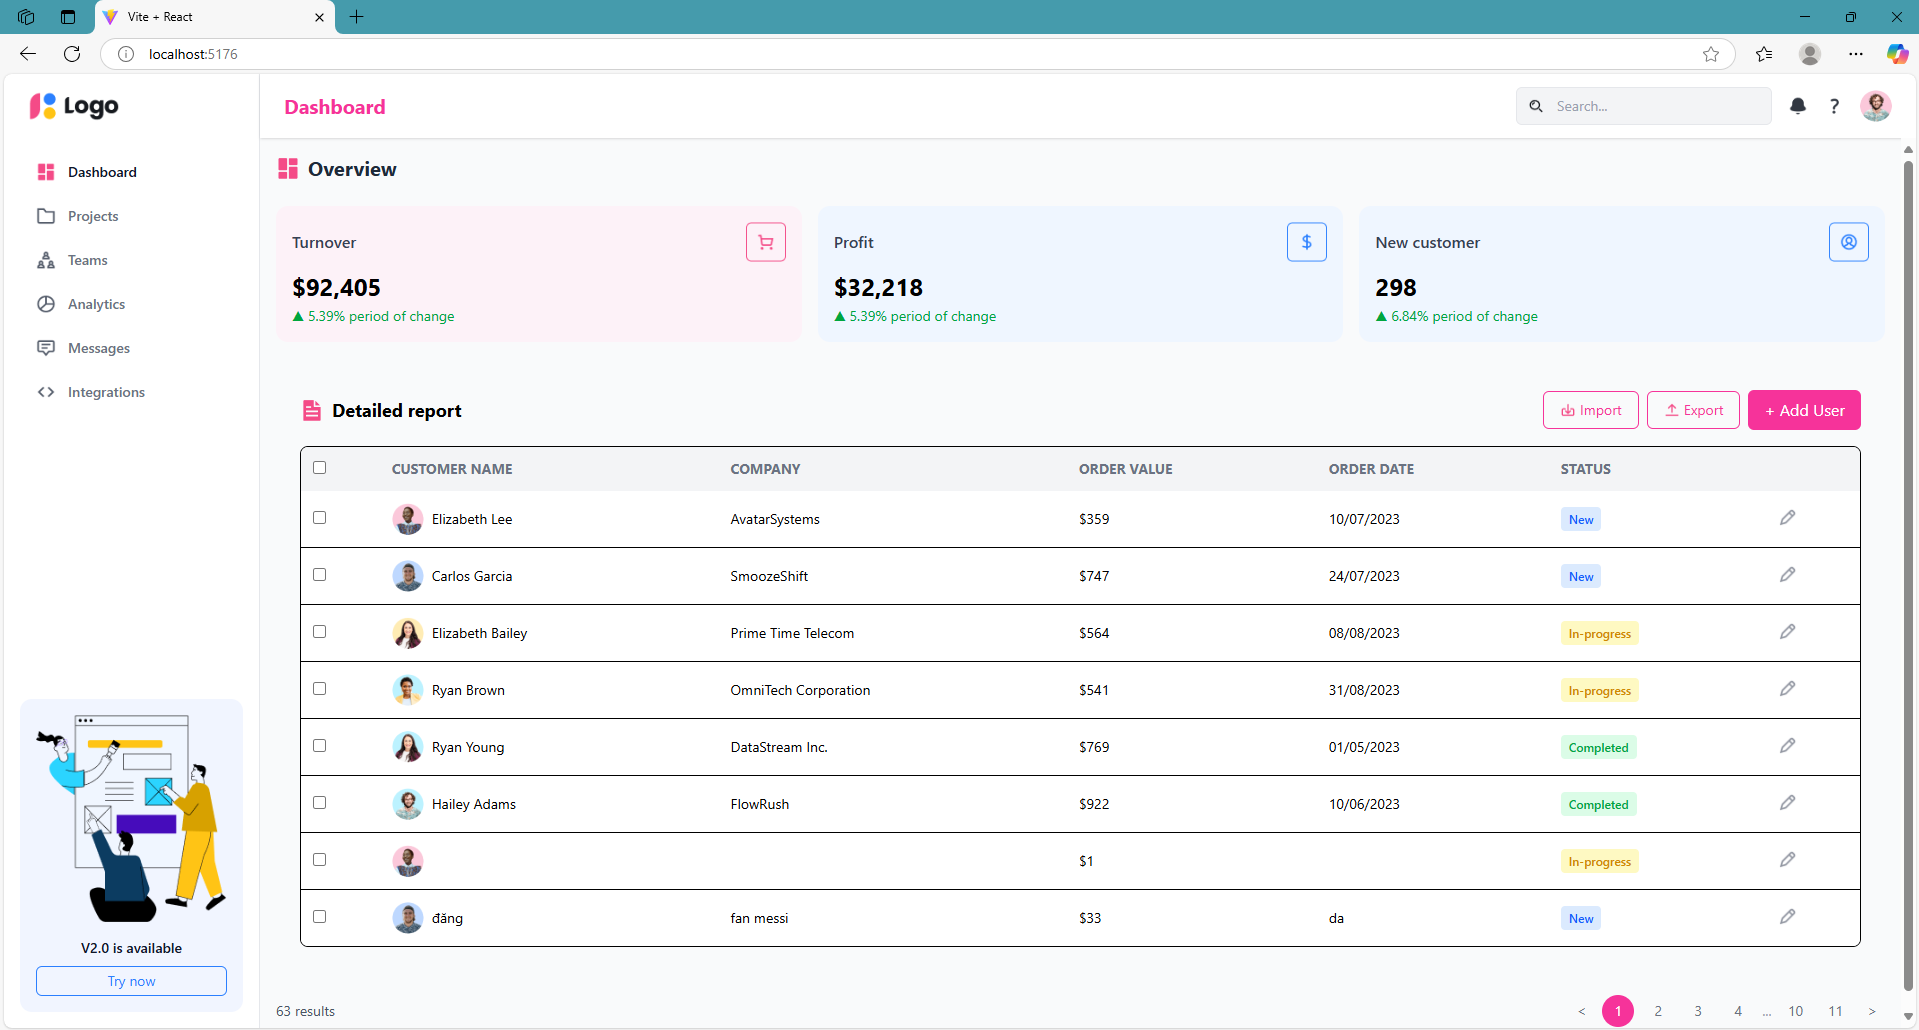 Vite + React
localhost:5176
Logo
Dashboard
Search...
?
Dashboard
Projects
Teams
Analytics
Messages
Integrations
V2.0 is available
Try now
Overview
Turnover
$92,405
▲ 5.39% period of change
Profit
$
$32,218
▲ 5.39% period of change
New customer
298
▲ 6.84% period of change
Detailed report
Import
Export
+ Add User
CUSTOMER NAME COMPANY ORDER VALUE ORDER DATE STATUS
Elizabeth Lee AvatarSystems $359 10/07/2023 New
Carlos Garcia SmoozeShift $747 24/07/2023 New
Elizabeth Bailey Prime Time Telecom $564 08/08/2023 In-progress
Ryan Brown OmniTech Corporation $541 31/08/2023 In-progress
Ryan Young DataStream Inc. $769 01/05/2023 Completed
Hailey Adams FlowRush $922 10/06/2023 Completed
$1 In-progress
đăng fan messi $33 da New
63 results
< 1 2 3 4 ... 10 11 >